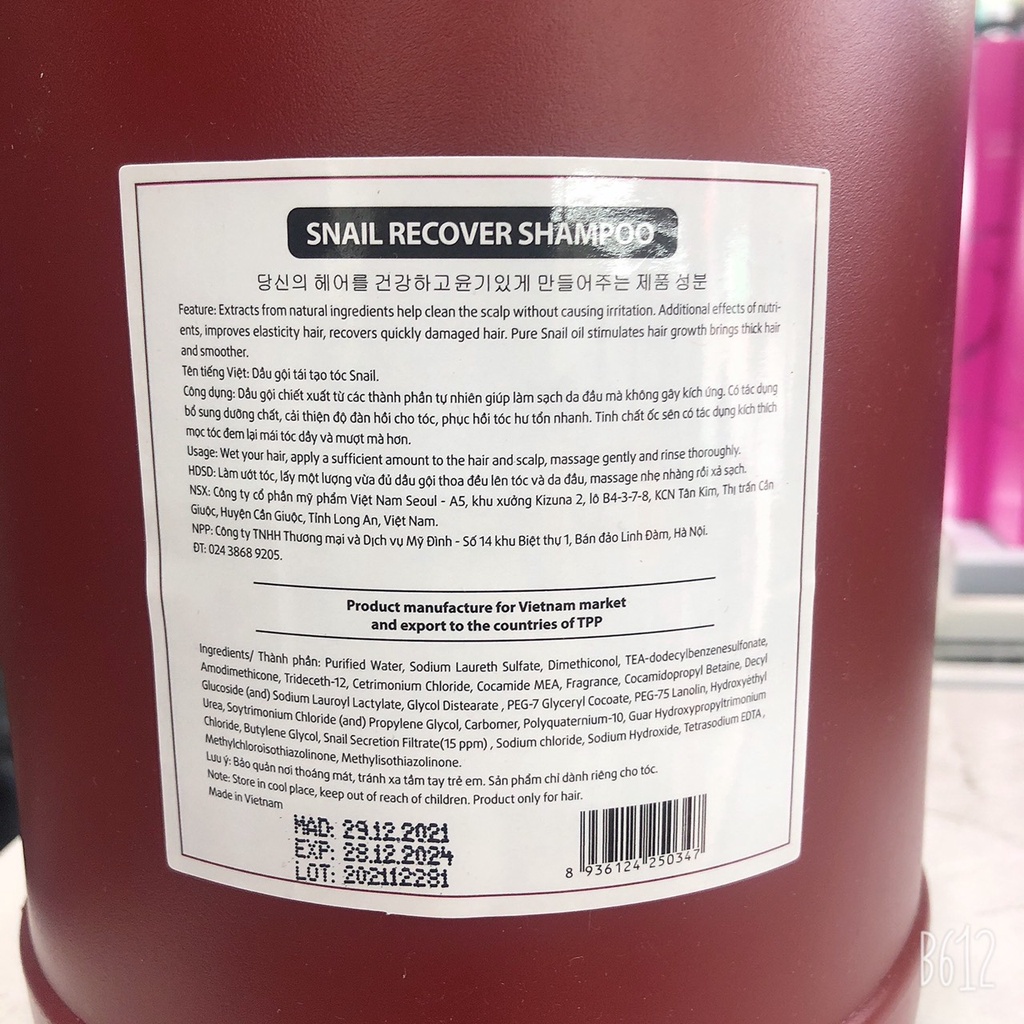 SNAIL RECOVER SHAMPOO
당신의 헤어를 건강하고 윤기있게 만들어주는 제품 성분
Feature: Extracts from natural ingredients help clean the scalp without causing irritation. Additional effects of nutri-
ents, improves elasticity hair, recovers quickly damaged hair. Pure Snail oil stimulates hair growth brings thick hair
and smoother.
Tên tiếng Việt: Dầu gội tái tạo tóc Snail.
Công dụng: Dầu gội chiết xuất từ các thành phần tự nhiên giúp làm sạch da đầu mà không gây kích ứng. Có tác dụng
bổ sung dưỡng chất, cải thiện độ đàn hồi cho tóc, phục hồi tóc hư tổn nhanh. Tinh chất ốc sên có tác dụng kích thích
mọc tóc đem lại mái tóc dầy và mượt mà hơn.
Usage: Wet your hair, apply a sufficient amount to the hair and scalp, massage gently and rinse thoroughly.
HDSD: Làm ướt tóc, lấy một lượng vừa đủ dầu gội thoa đều lên tóc và da đầu, massage nhẹ nhàng rồi xả sạch.
NSX: Công ty cổ phần mỹ phẩm Việt Nam Seoul - A5, khu xưởng Kizuna 2, lô B4-3-7-8, KCN Tân Kim, Thị trấn Cần
Giuộc, Huyện Cần Giuộc, Tỉnh Long An, Việt Nam.
NPP: Công ty TNHH Thương mại và Dịch vụ Mỹ Đình - Số 14 khu Biệt thự 1, Bán đảo Linh Đàm, Hà Nội.
ĐT: 024 3868 9205.
Product manufacture for Vietnam market
and export to the countries of TPP
Ingredients/ Thành phần: Purified Water, Sodium Laureth Sulfate, Dimethiconol, TEA-dodecylbenzenesulfonate,
Amodimethicone, Trideceth-12, Cetrimonium Chloride, Cocamide MEA, Fragrance, Cocamidopropyl Betaine, Decyl
Glucoside (and) Sodium Lauroyl Lactylate, Glycol Distearate , PEG-7 Glyceryl Cocoate, PEG-75 Lanolin, Hydroxyethyl
Urea, Soytrimonium Chloride (and) Propylene Glycol, Carbomer, Polyquaternium-10, Guar Hydroxypropyltrimonium
Chloride, Butylene Glycol, Snail Secretion Filtrate(15 ppm) , Sodium chloride, Sodium Hydroxide, Tetrasodium EDTA ,
Methylchloroisothiazolinone, Methylisothiazolinone.
Lưu ý: Bảo quản nơi thoáng mát, tránh xa tầm tay trẻ em. Sản phẩm chỉ dành riêng cho tóc.
Note: Store in cool place, keep out of reach of children. Product only for hair.
Made in Vietnam
MAD: 29.12.2021
EXP: 28.12.2024
LOT: 202112281
8 936124 250347
B612